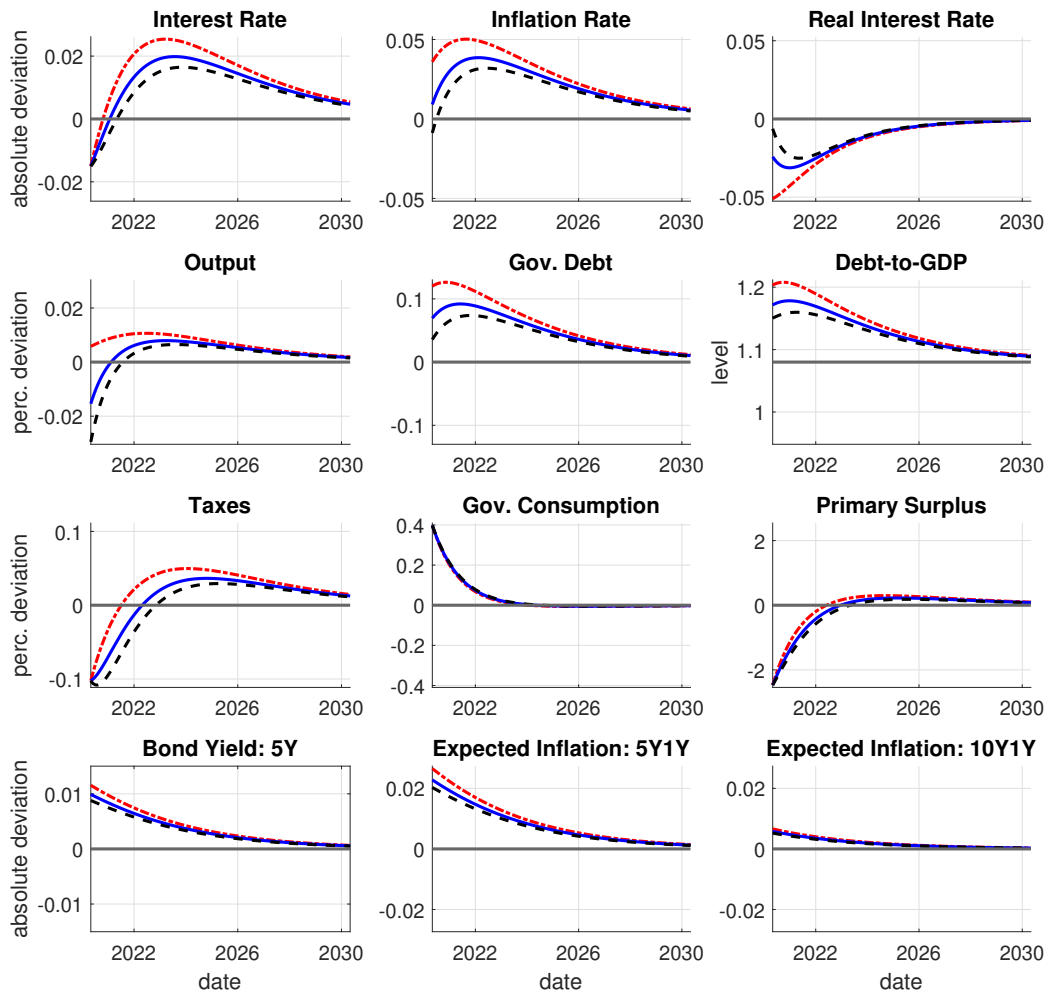 Interest Rate
absolute deviation
0.02
0
-0.02
2022 2026 2030
Inflation Rate
0.05
0
-0.05
2022 2026 2030
Real Interest Rate
0.05
0
-0.05
2022 2026 2030
Output
perc. deviation
0.02
0
-0.02
2022 2026 2030
Gov. Debt
0.1
0
-0.1
2022 2026 2030
Debt-to-GDP
level
1.2
1.1
1
2022 2026 2030
Taxes
perc. deviation
0.1
0
-0.1
2022 2026 2030
Gov. Consumption
0.4
0.2
0
-0.2
-0.4
2022 2026 2030
Primary Surplus
2
0
-2
2022 2026 2030
Bond Yield: 5Y
absolute deviation
0.01
0
-0.01
2022 2026 2030
date
Expected Inflation: 5Y1Y
0.02
0
-0.02
2022 2026 2030
date
Expected Inflation: 10Y1Y
0.02
0
-0.02
2022 2026 2030
date